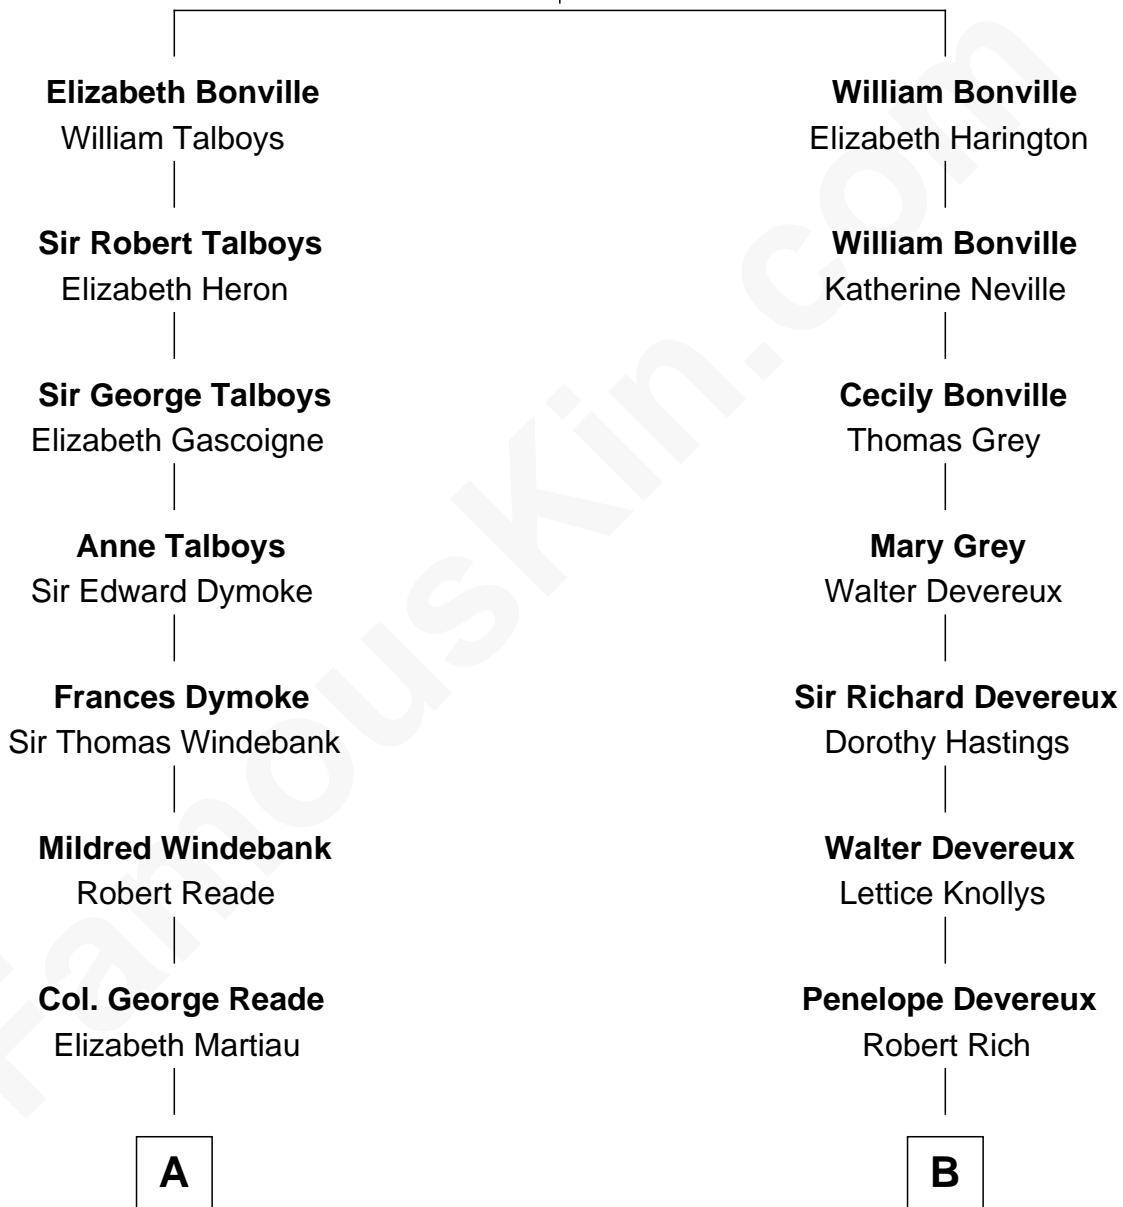 Elizabeth Bonville
William Talboys
Sir Robert Talboys
Elizabeth Heron
Sir George Talboys
Elizabeth Gascoigne
Anne Talboys
Sir Edward Dymoke
Frances Dymoke
Sir Thomas Windebank
Mildred Windebank
Robert Reade
Col. George Reade
Elizabeth Martiau
A
William Bonville
Elizabeth Harington
William Bonville
Katherine Neville
Cecily Bonville
Thomas Grey
Mary Grey
Walter Devereux
Sir Richard Devereux
Dorothy Hastings
Walter Devereux
Lettice Knollys
Penelope Devereux
Robert Rich
B
FamousKin.com